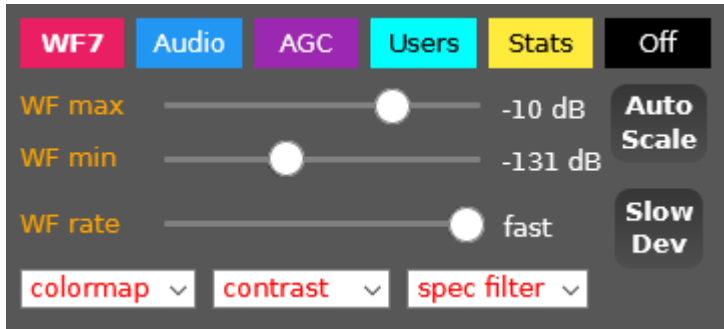 WF7 Audio AGC Users Stats Off
WF max -10 dB Auto Scale
WF min -131 dB
WF rate fast Slow Dev
colormap contrast spec filter